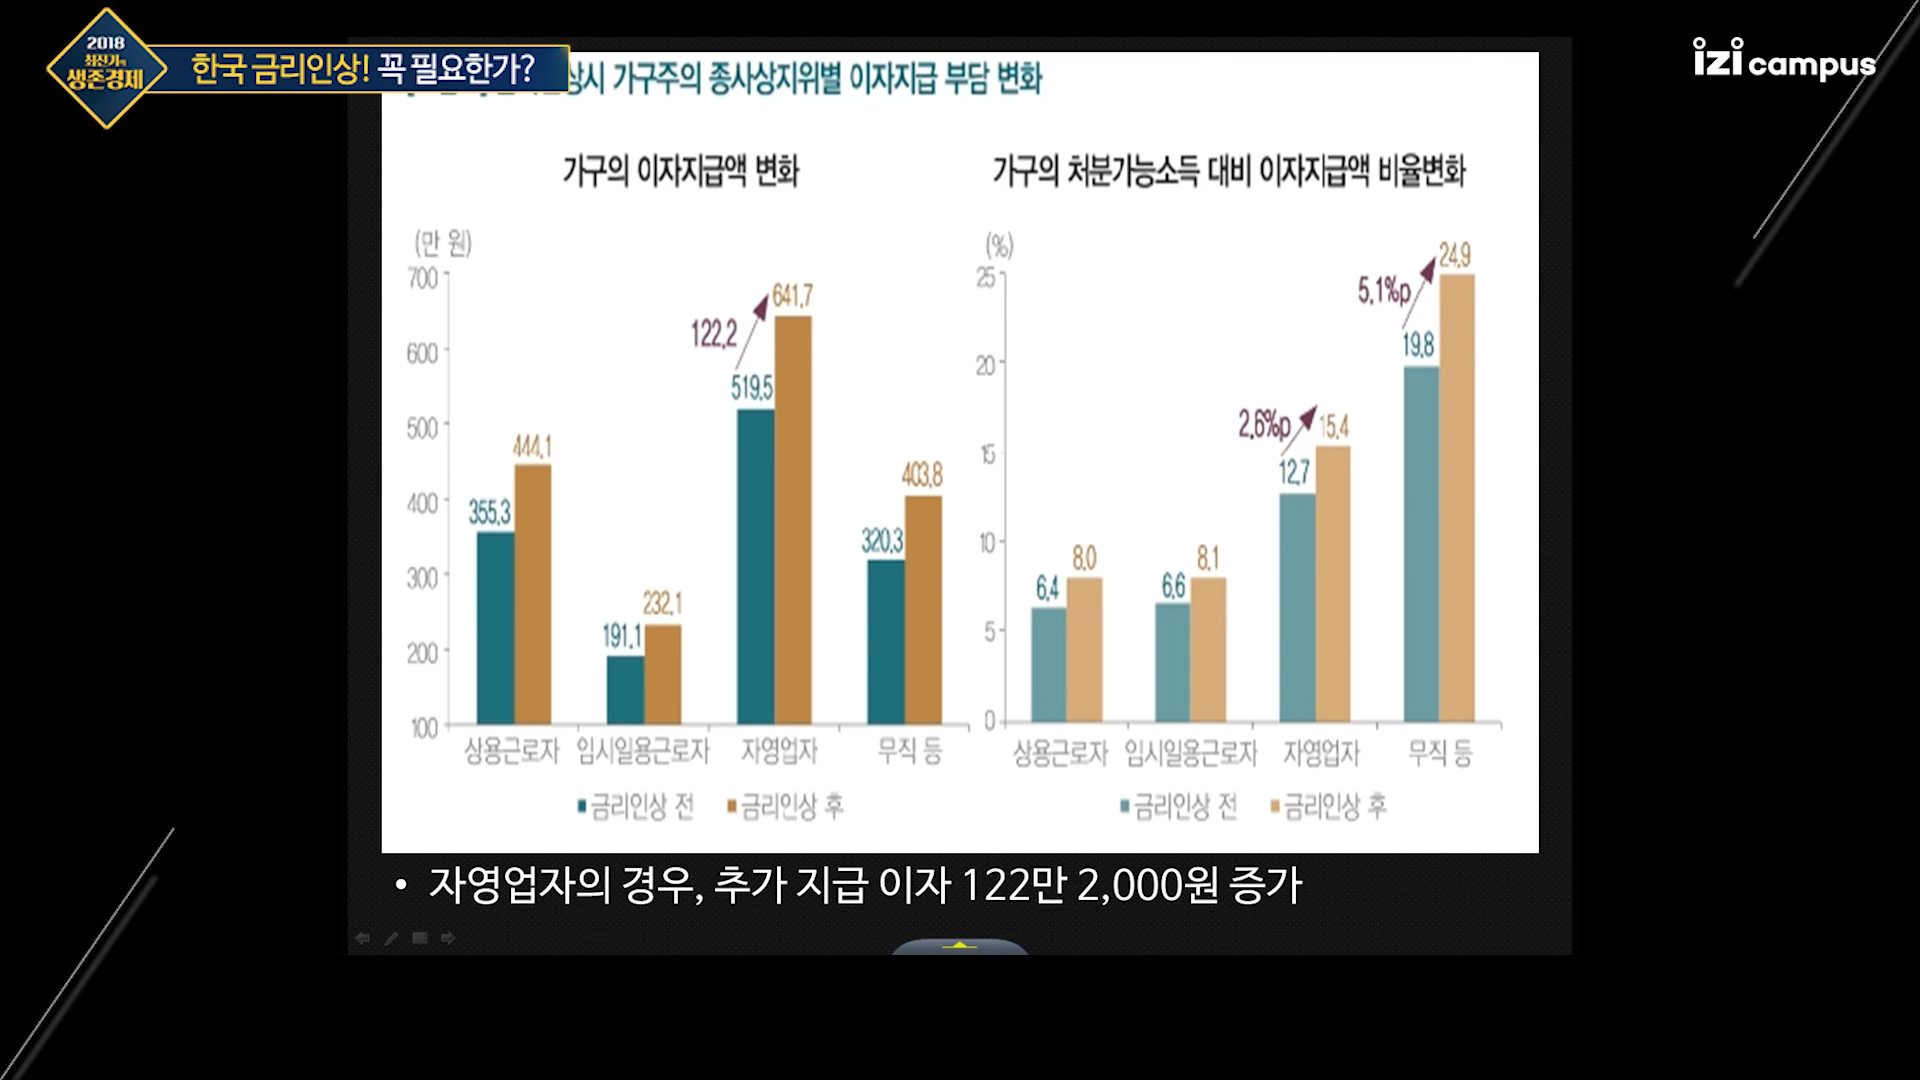 2018
최진기의
생존경제
한국 금리인상! 꼭 필요한가?
izi campus
상시 가구주의 종사상지위별 이자지급 부담 변화
가구의 이자지급액 변화
(만 원)
700
600
500
400
300
200
100
355.3
444.1
191.1
232.1
122.2
519.5
641.7
320.3
403.8
상용근로자 임시일용근로자 자영업자 무직 등
금리인상 전 금리인상 후
가구의 처분가능소득 대비 이자지급액 비율변화
(%)
25
20
15
10
5
0
6.4
8.0
6.6
8.1
2.6%p
12.7
15.4
5.1%p
19.8
24.9
상용근로자 임시일용근로자 자영업자 무직 등
금리인상 전 금리인상 후
• 자영업자의 경우, 추가 지급 이자 122만 2,000원 증가